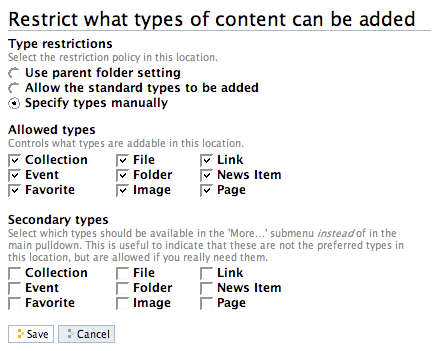 Restrict what types of content can be added
Type restrictions
Select the restriction policy in this location.
Use parent folder setting
Allow the standard types to be added
Specify types manually
Allowed types
Controls what types are addable in this location.
Collection File Link
Event Folder News Item
Favorite Image Page
Secondary types
Select which types should be available in the 'More...' submenu instead of in the
main pulldown. This is useful to indicate that these are not the preferred types in
this location, but are allowed if you really need them.
Collection File Link
Event Folder News Item
Favorite Image Page
Save Cancel